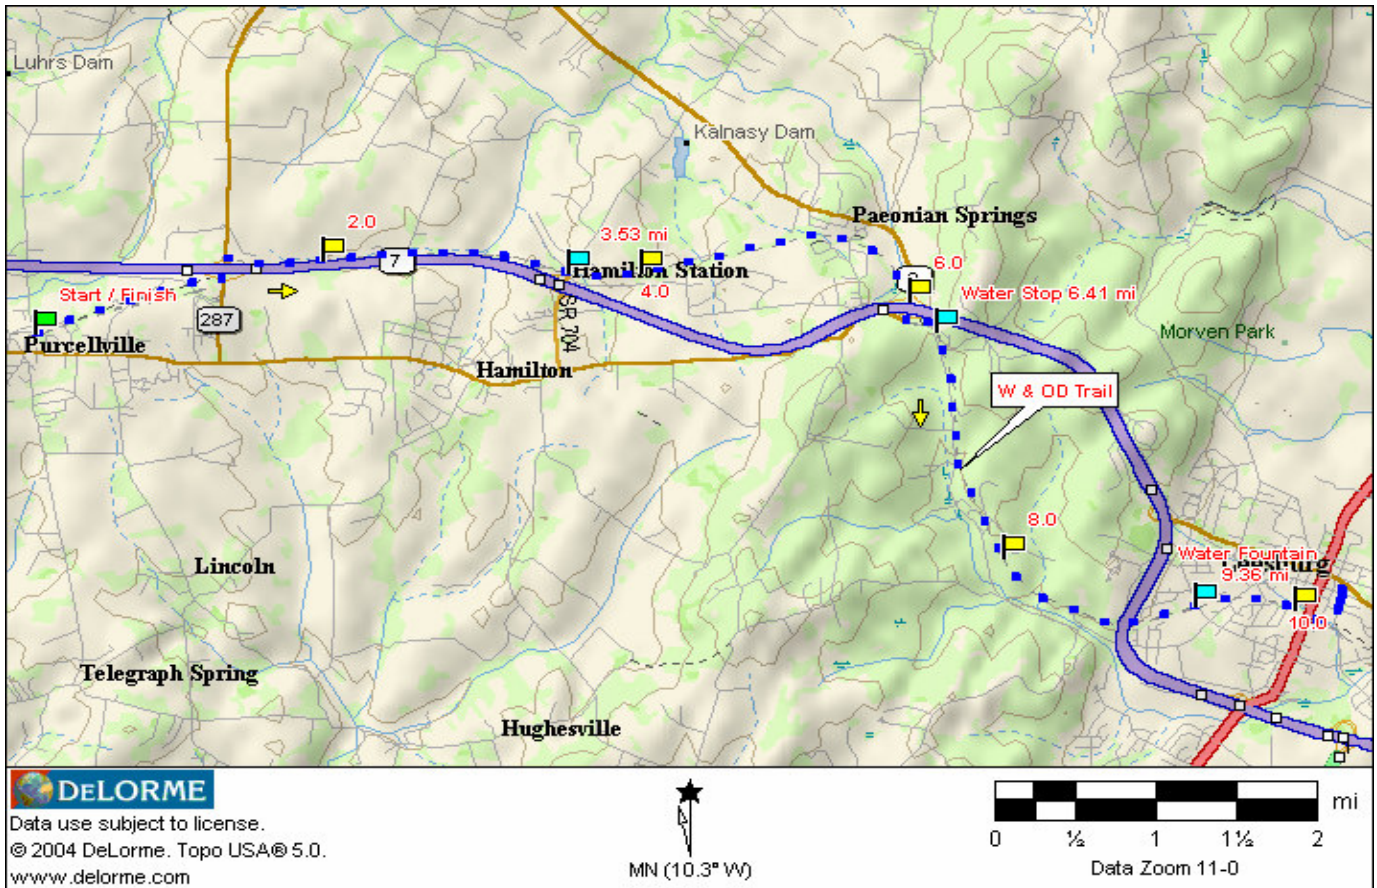 Luhrs Dam
Kalnasy Dam
Paeonian Springs
2.0
3.53 mi
7
Hamilton Station
6.0
4.0
Start / Finish
Water Stop 6.41 mi
287
SR 704
Purcellville
Morven Park
Hamilton
W & OD Trail
8.0
Water Fountain
Leesburg
9.36 mi
Lincoln
10.0
Telegraph Spring
Hughesville
DELORME
Data use subject to license.
© 2004 DeLorme. Topo USA® 5.0.
www.delorme.com
MN (10.3° W)
mi
0 ½ 1 1½ 2
Data Zoom 11-0